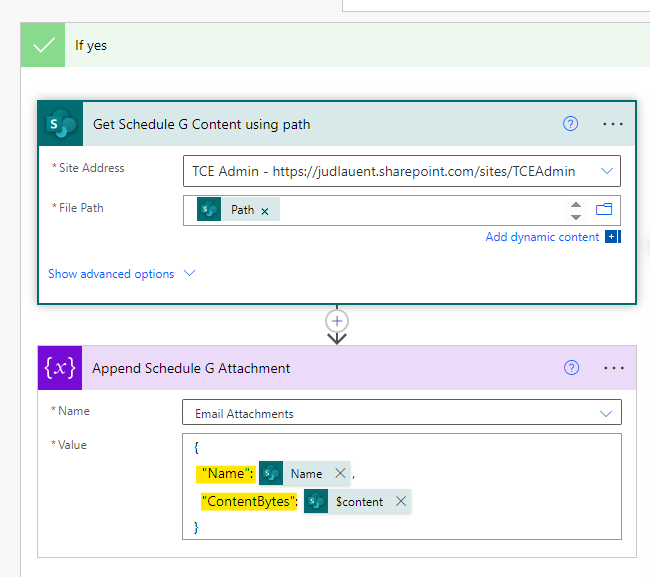 If yes
Get Schedule G Content using path
* Site Address
TCE Admin - https://judlauent.sharepoint.com/sites/TCEAdmin
* File Path
Path ×
Add dynamic content
Show advanced options
{x} Append Schedule G Attachment
* Name
Email Attachments
* Value
{
"Name": Name ,
"ContentBytes": $content
}